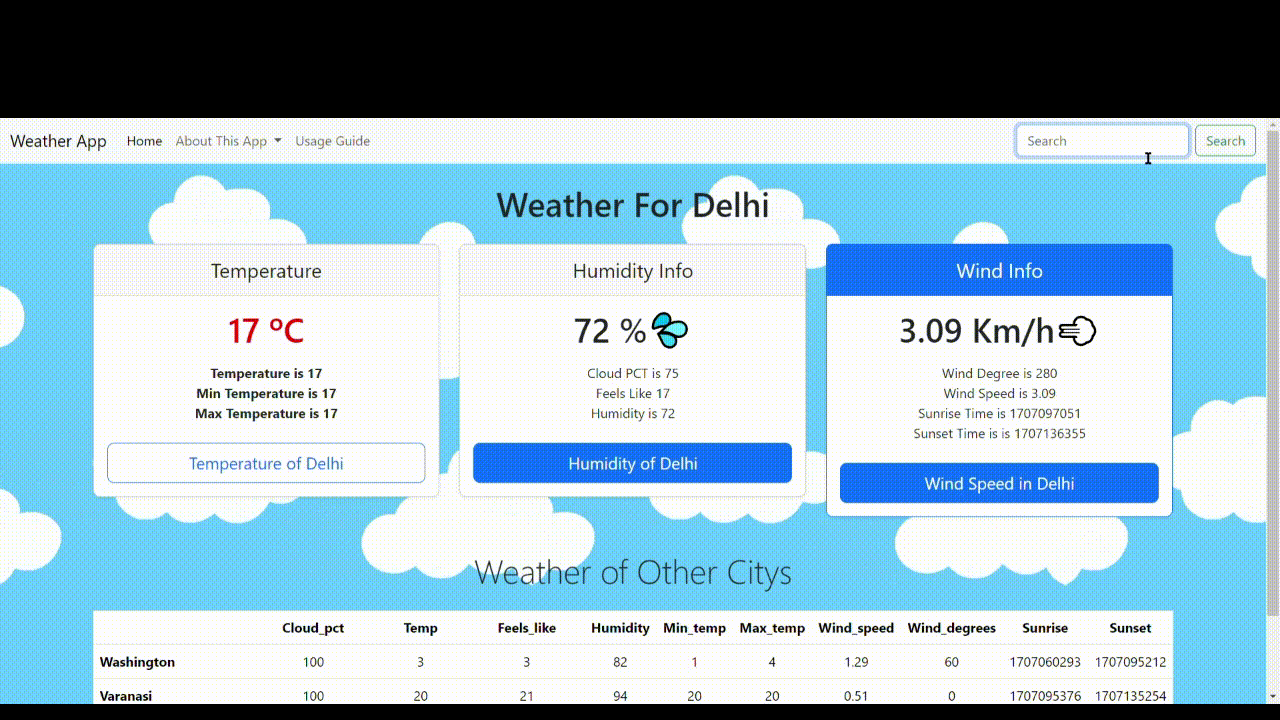 Weather App Home About This App Usage Guide Search Search
Weather For Delhi
Temperature
17 °C
Temperature is 17
Min Temperature is 17
Max Temperature is 17
Temperature of Delhi
Humidity Info
72 %
Cloud PCT is 75
Feels Like 17
Humidity is 72
Humidity of Delhi
Wind Info
3.09 Km/h
Wind Degree is 280
Wind Speed is 3.09
Sunrise Time is 1707097051
Sunset Time is is 1707136355
Wind Speed in Delhi
Weather of Other Citys
Cloud_pct Temp Feels_like Humidity Min_temp Max_temp Wind_speed Wind_degrees Sunrise Sunset
Washington 100 3 3 82 1 4 1.29 60 1707060293 1707095212
Varanasi 100 20 21 94 20 20 0.51 0 1707095376 1707135254